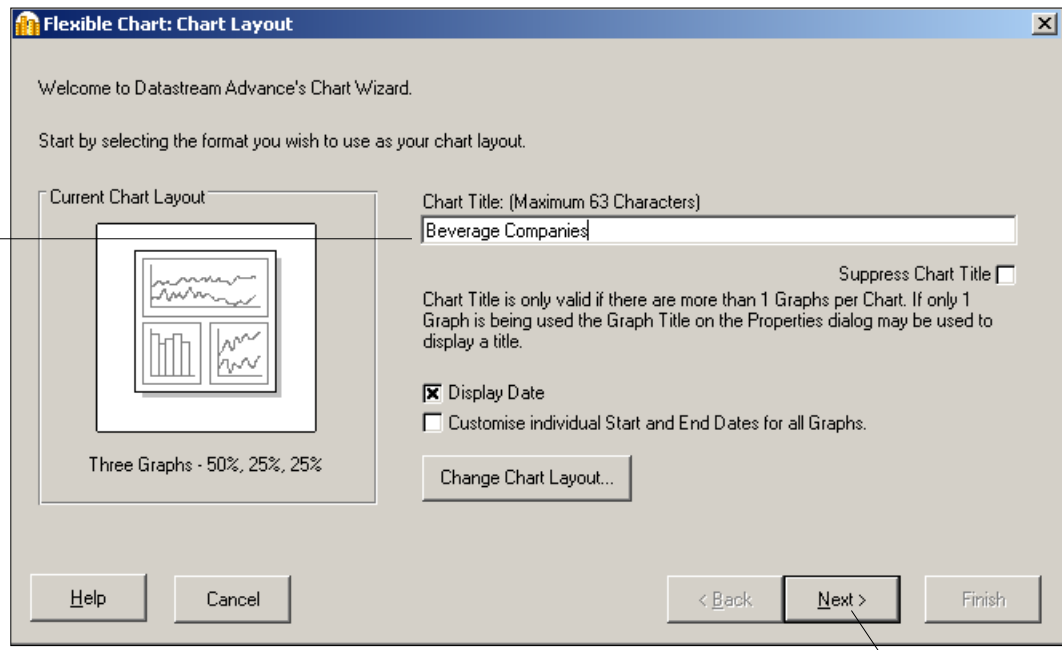 Flexible Chart: Chart Layout
Welcome to Datastream Advance's Chart Wizard.
Start by selecting the format you wish to use as your chart layout.
Current Chart Layout
Three Graphs - 50%, 25%, 25%
Chart Title: (Maximum 63 Characters)
Beverage Companies
Suppress Chart Title
Chart Title is only valid if there are more than 1 Graphs per Chart. If only 1
Graph is being used the Graph Title on the Properties dialog may be used to
display a title.
Display Date
Customise individual Start and End Dates for all Graphs.
Change Chart Layout...
Help
Cancel
< Back
Next >
Finish